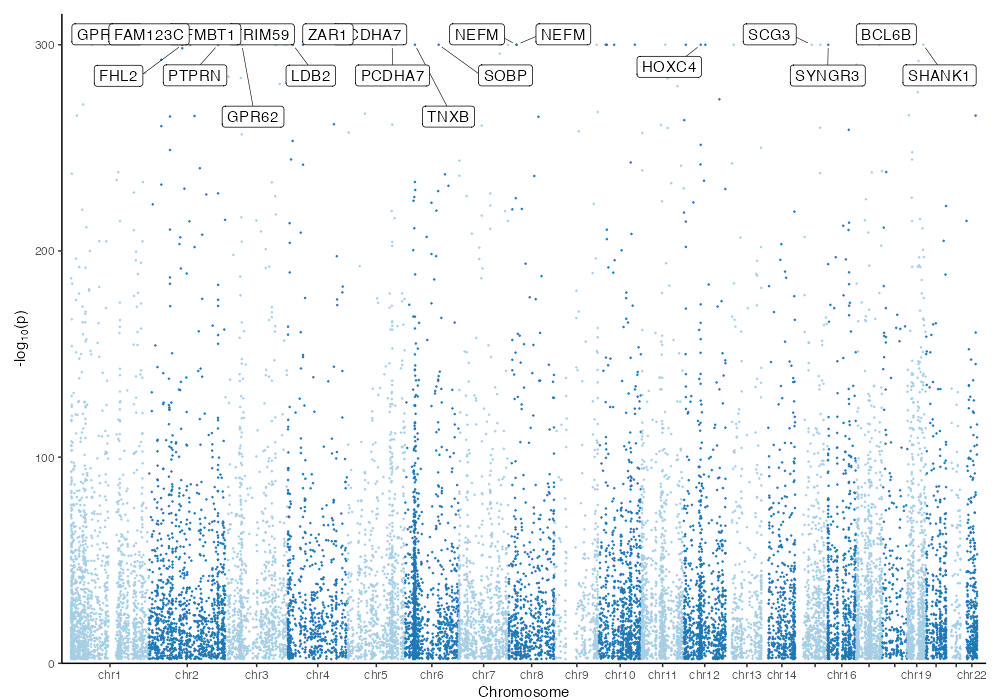 GPR FAM123C FMBT1 RIM59 ZAR1 CDHA7 NEFM NEFM SCG3 BCL6B
300
FHL2 PTPRN LDB2 PCDHA7 SOBP HOXC4 SYNGR3 SHANK1
GPR62 TNXB
200
-log10(p)
100
0
chr1 chr2 chr3 chr4 chr5 chr6 chr7 chr8 chr9 chr10 chr11 chr12 chr13 chr14 chr16 chr19 chr22
Chromosome